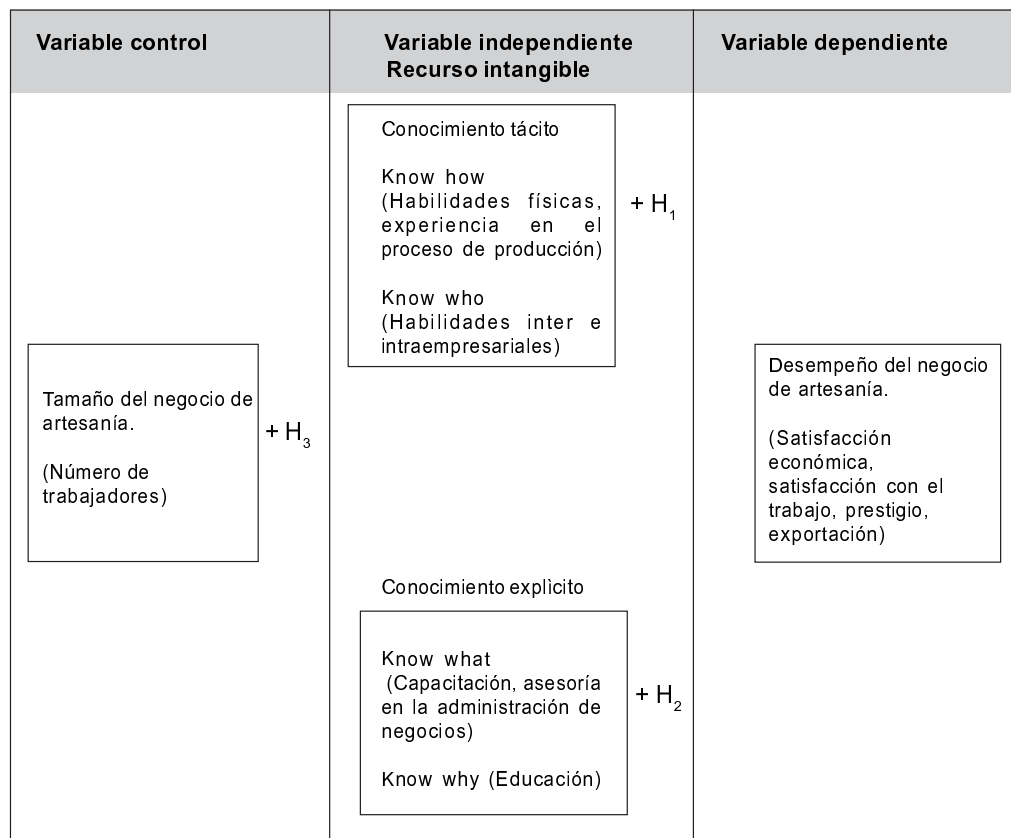 Variable control
Variable independiente
Recurso intangible
Variable dependiente
Tamaño del negocio de
artesanía.
(Número de
trabajadores)
+ H3
Conocimiento tácito
Know how
(Habilidades físicas,
experiencia en el
proceso de producción)
Know who
(Habilidades inter e
intraempresariales)
+ H1
Conocimiento explìcito
Know what
(Capacitación, asesoría
en la administración de
negocios)
Know why (Educación)
+ H2
Desempeño del negocio
de artesanía.
(Satisfacción
económica,
satisfacción con el
trabajo, prestigio,
exportación)